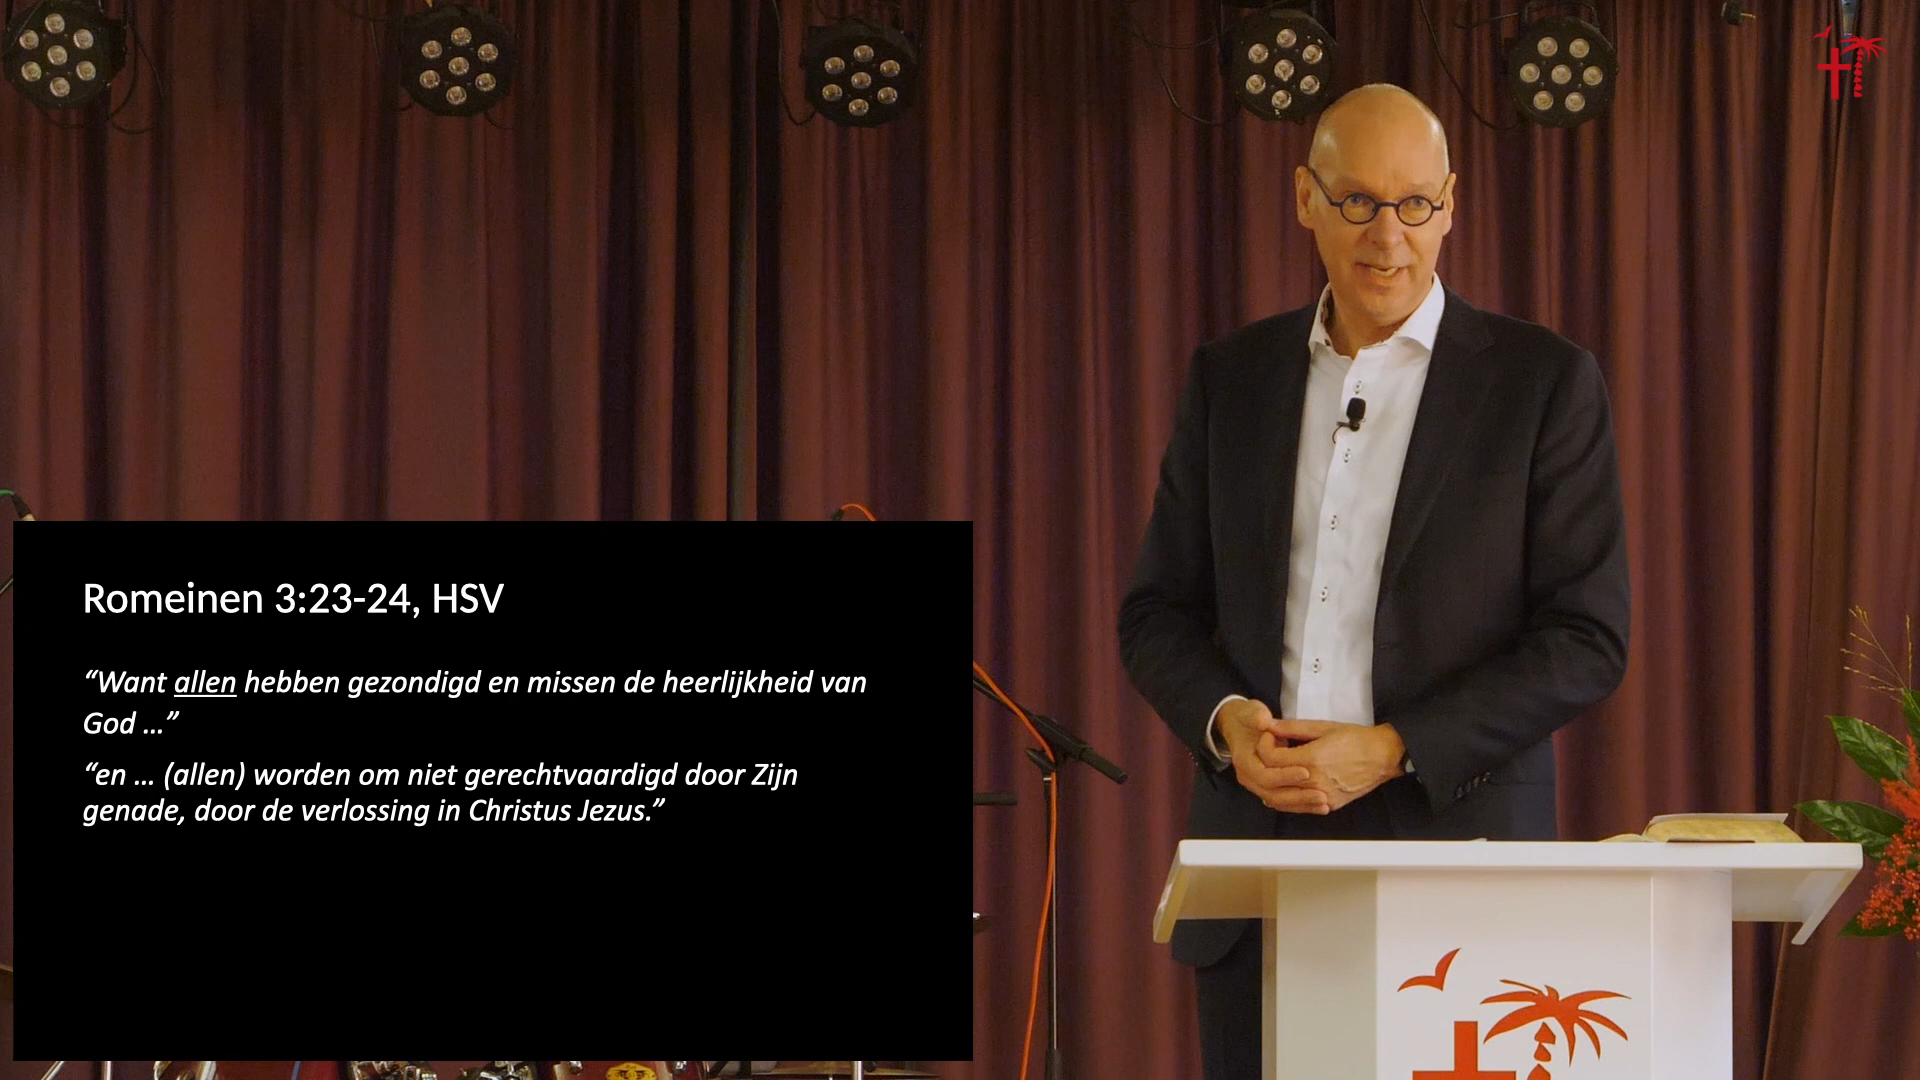 Romeinen 3:23-24, HSV
“Want allen hebben gezondigd en missen de heerlijkheid van
God ...”
“en ... (allen) worden om niet gerechtvaardigd door Zijn
genade, door de verlossing in Christus Jezus.”